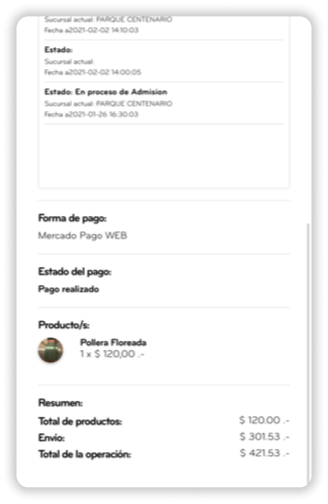 Sucursal actual: PARQUE CENTENARIO
Fecha a2021-02-02 14:10:03
Estado:
Sucursal actual:
Fecha a2021-02-02 14:00:05
Estado: En proceso de Admision
Sucursal actual: PARQUE CENTENARIO
Fecha a2021-01-26 16:30:03
Forma de pago:
Mercado Pago WEB
Estado del pago:
Pago realizado
Producto/s:
Pollera Floreada
1 x $ 120,00 .-
Resumen:
Total de productos: $ 120.00 .-
Envío: $ 301.53 .-
Total de la operación: $ 421.53 .-